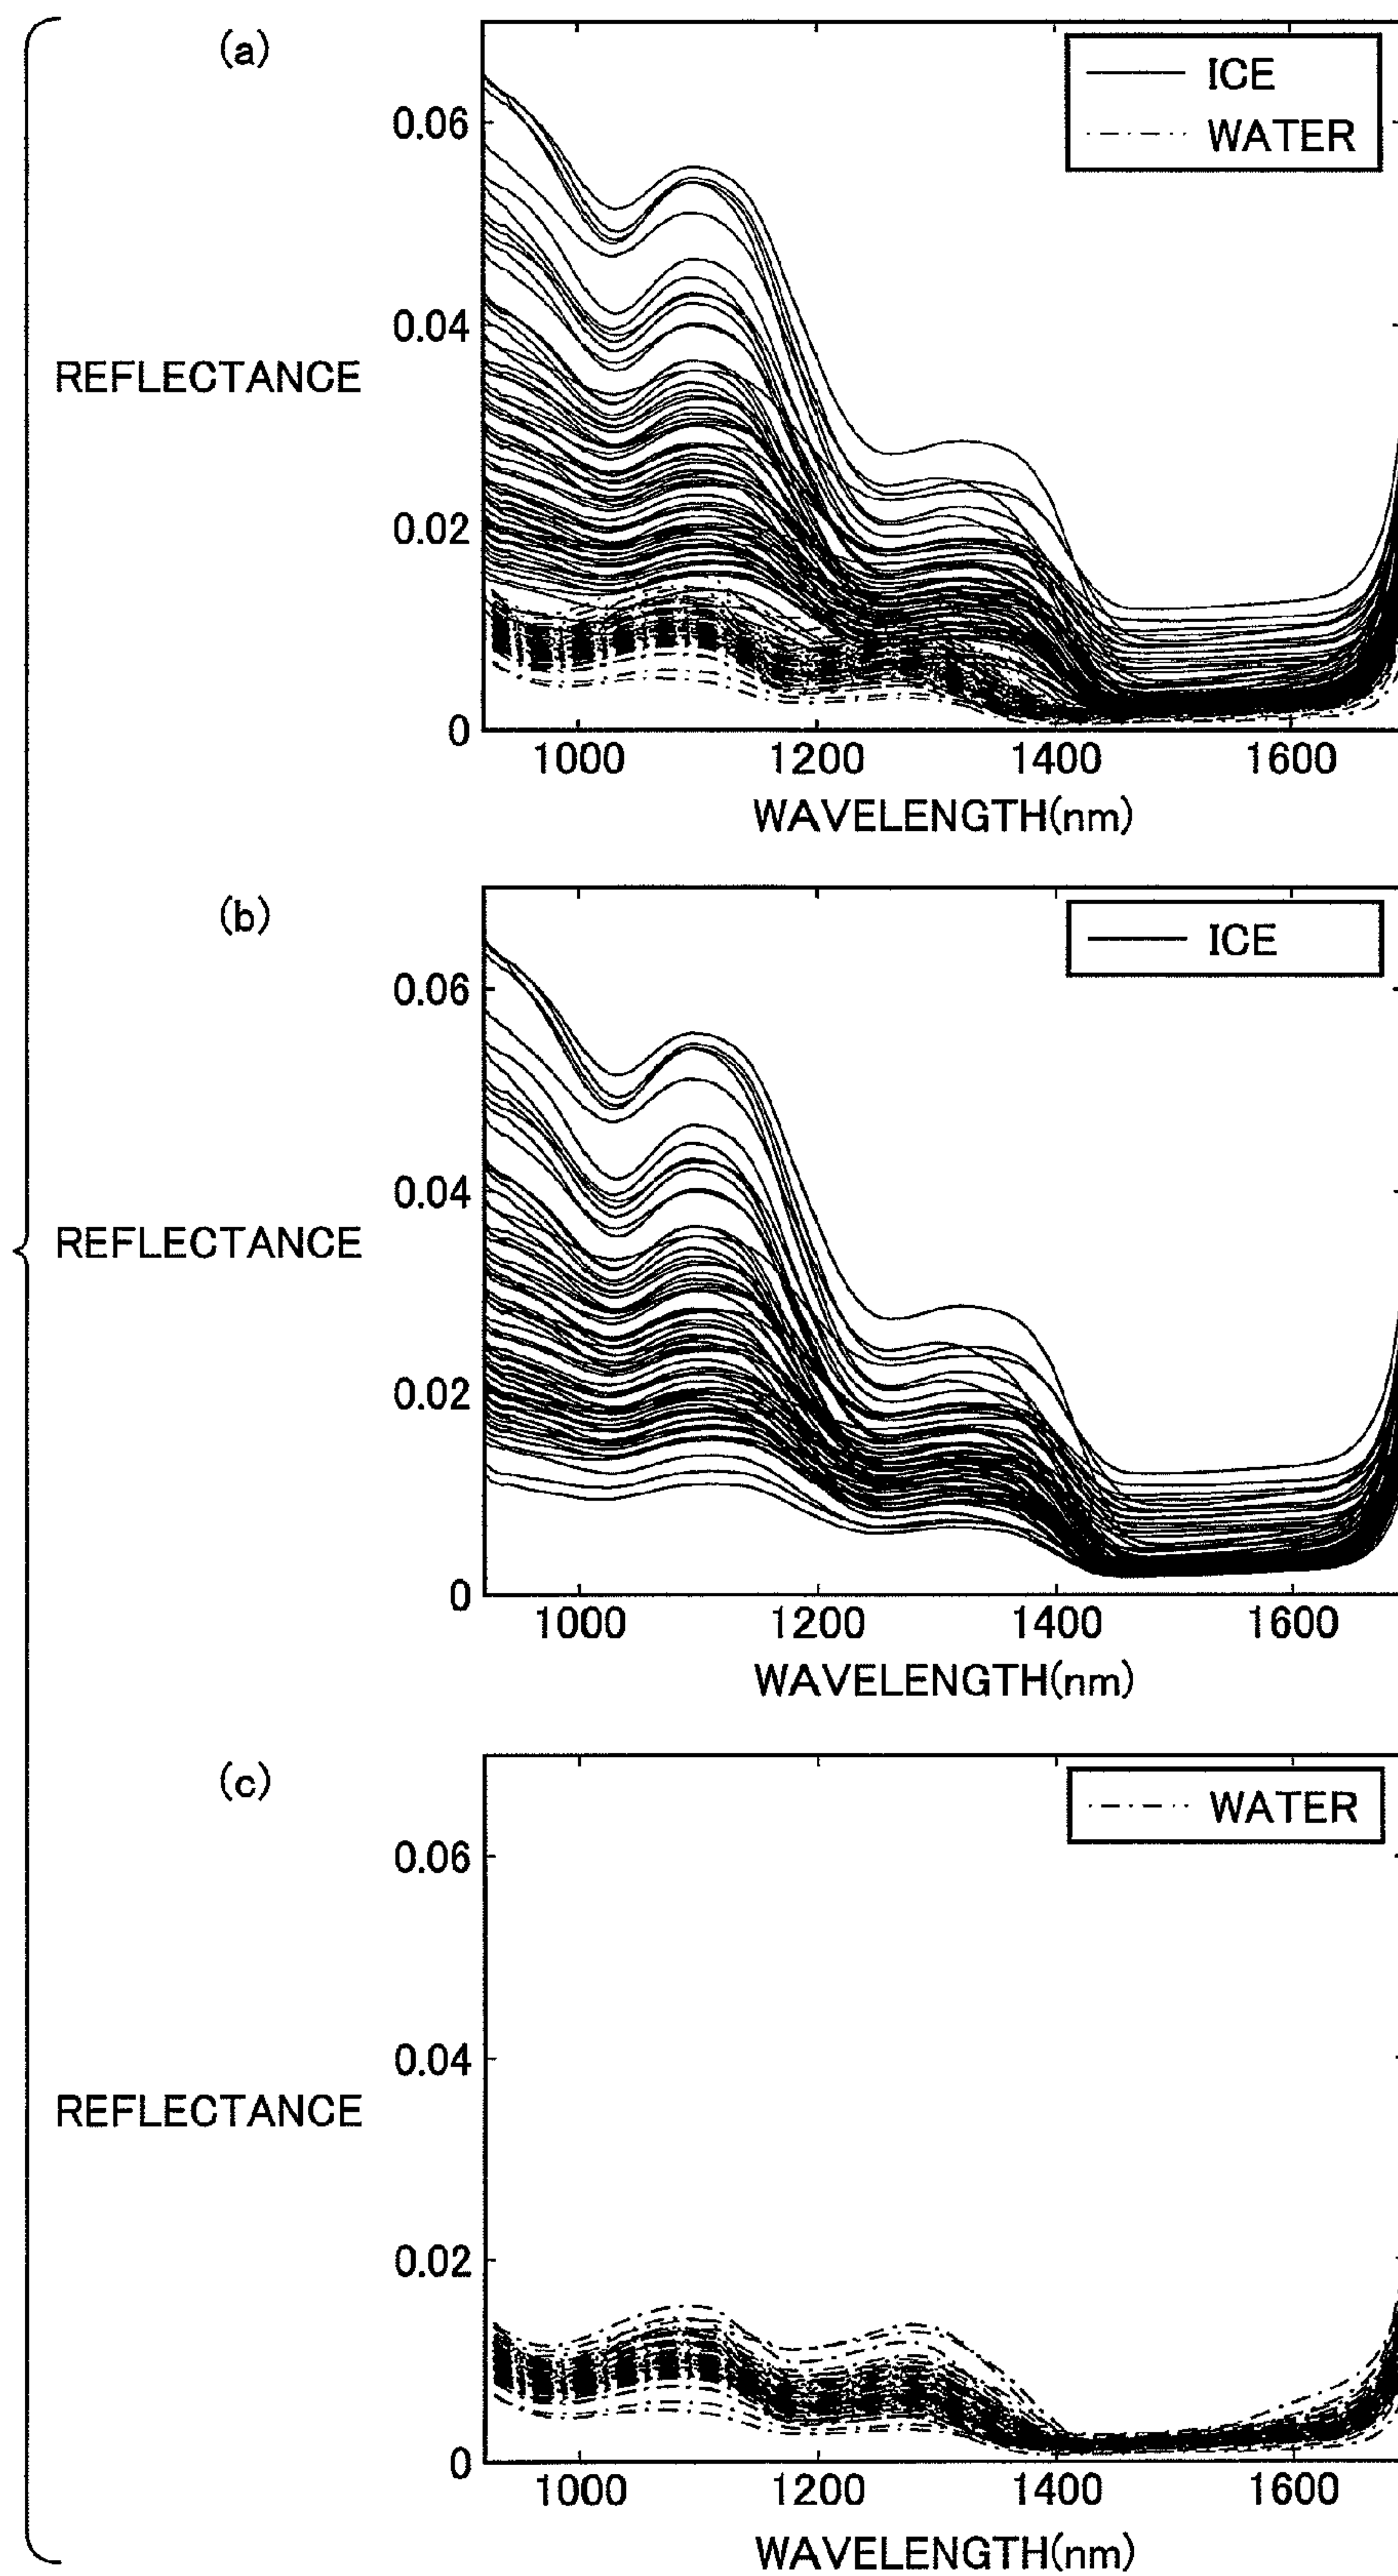 (a)
ICE
WATER
0.06
0.04
REFLECTANCE
0.02
0
1000 1200 1400 1600
WAVELENGTH(nm)
(b)
ICE
0.06
0.04
REFLECTANCE
0.02
0
1000 1200 1400 1600
WAVELENGTH(nm)
(c)
WATER
0.06
0.04
REFLECTANCE
0.02
0
1000 1200 1400 1600
WAVELENGTH(nm)